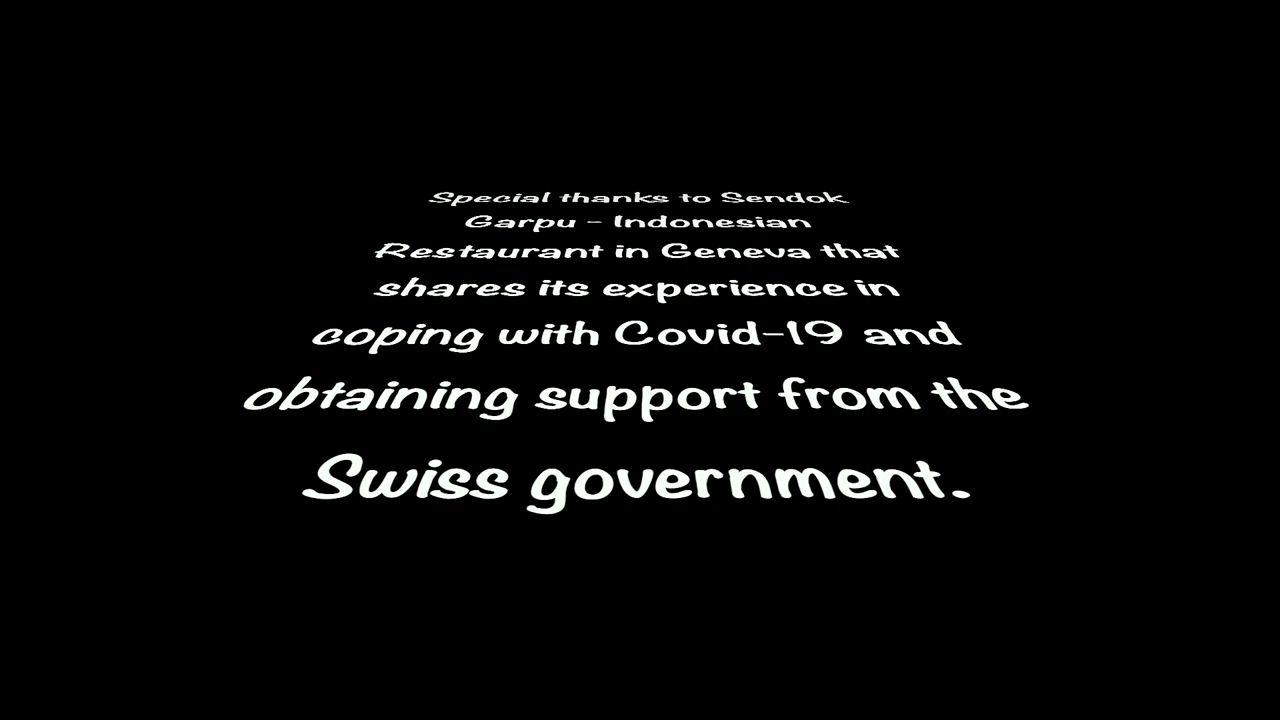 Special thanks to Sendok
Garpu - Indonesian
Restaurant in Geneva that
shares its experience in
coping with Covid-19 and
obtaining support from the
Swiss government.